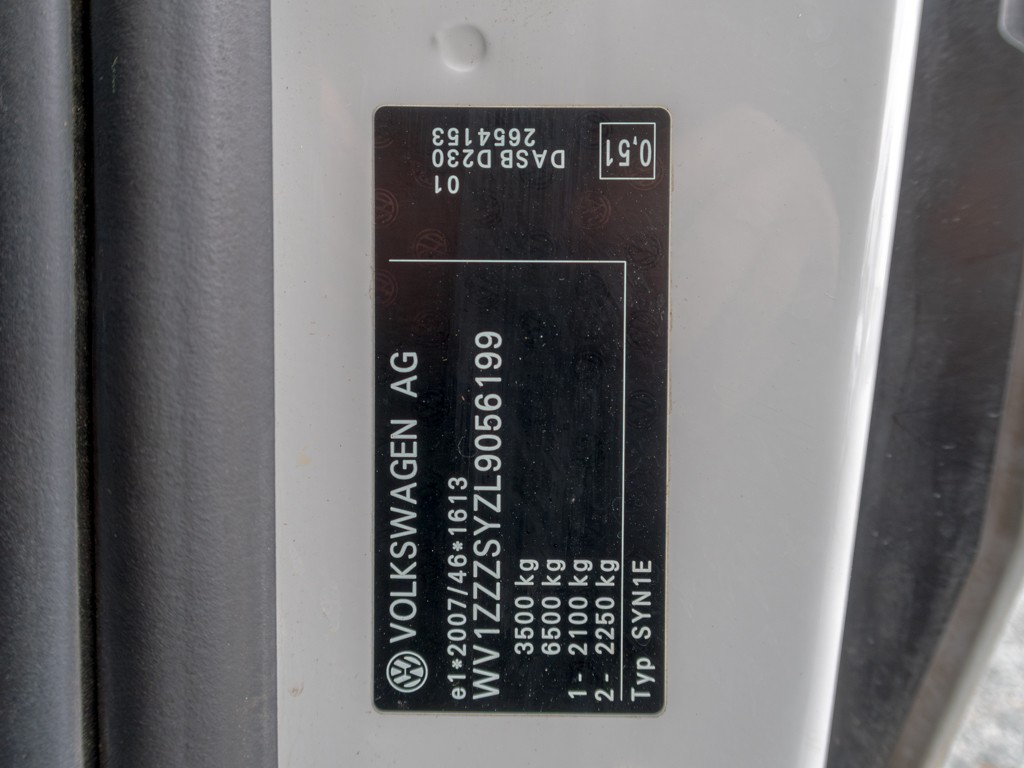 VOLKSWAGEN AG
e1*2007/46*1613
WV1ZZZSYZL9056199
3500 kg
6500 kg
1- 2100 kg
2- 2250 kg
Typ SYN1E
2654153
DASB D230
01
0,51